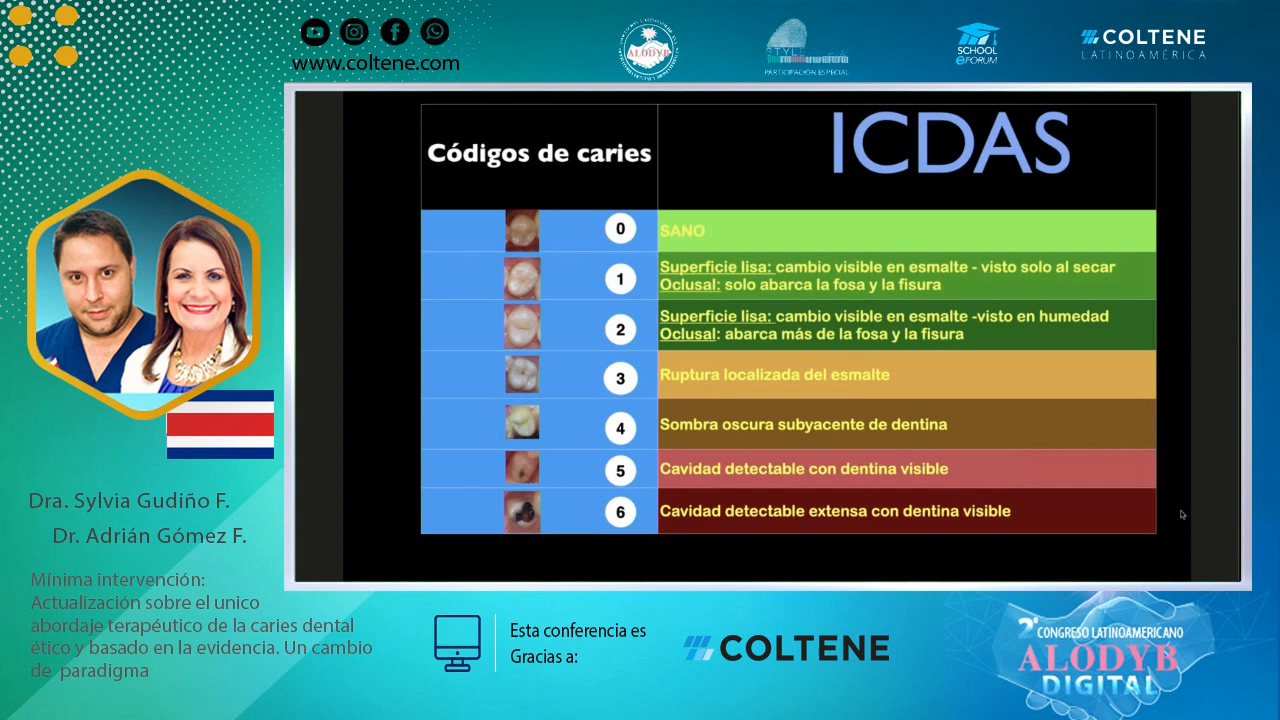 www.coltene.com
ALODYB
STYLE
PARTICIPACIÓN ESPECIAL
SCHOOL
eFORUM
COLTENE
LATINOAMÉRICA
Códigos de caries
ICDAS
0
SANO
1
Superficie lisa: cambio visible en esmalte - visto solo al secar
Oclusal: solo abarca la fosa y la fisura
2
Superficie lisa: cambio visible en esmalte -visto en humedad
Oclusal: abarca más de la fosa y la fisura
3
Ruptura localizada del esmalte
4
Sombra oscura subyacente de dentina
5
Cavidad detectable con dentina visible
6
Cavidad detectable extensa con dentina visible
Dra. Sylvia Gudiño F.
Dr. Adrián Gómez F.
Mínima intervención:
Actualización sobre el unico
abordaje terapéutico de la caries dental
ético y basado en la evidencia. Un cambio
de paradigma
Esta conferencia es
Gracias a:
COLTENE
2º CONGRESO LATINOAMERICANO
ALODYB
DIGITAL